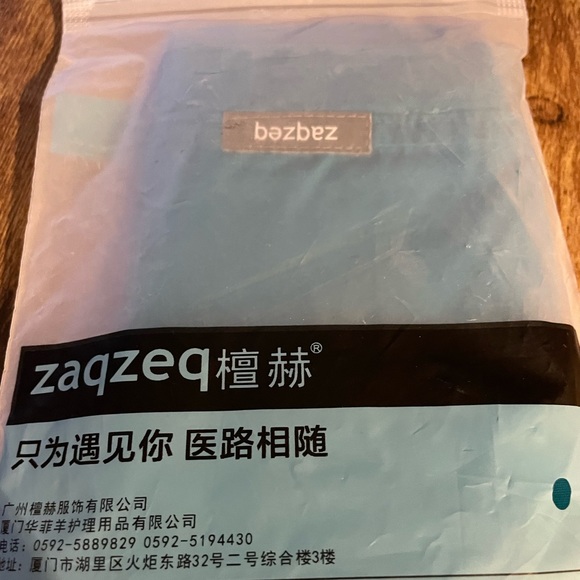 zaqzeq
zaqzeq檀赫®
只为遇见你 医路相随
广州檀赫服饰有限公司
厦门华菲羊护理用品有限公司
电话：0592-5889829 0592-5194430
地址：厦门市湖里区火炬东路32号二号综合楼3楼